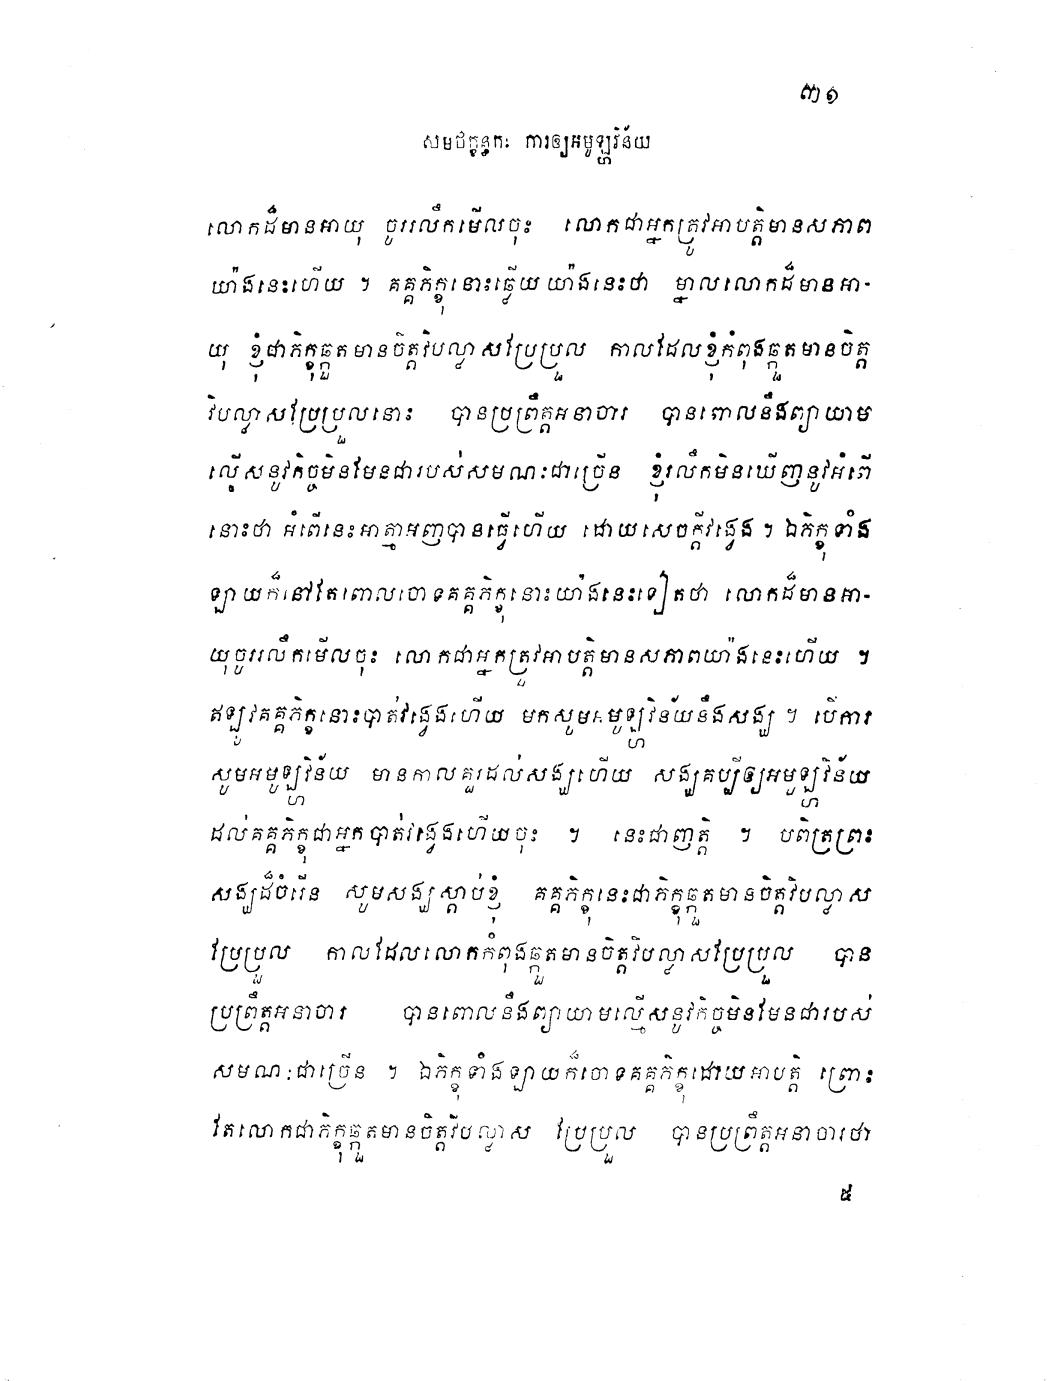 ៣១
សមថក្ខន្ធកៈ ការឲ្យអមូឡ្ហវិន័យ
លោកដ៏មានអាយុ ចូររលឹកមើលចុះ លោកជាអ្នកត្រូវអាបត្តិមានសភាព
យ៉ាងនេះហើយ ។ គគ្គភិក្ខុនោះឆ្លើយយ៉ាងនេះថា ម្នាលលោកដ៏មានអា-
យុ ខ្ញុំជាភិក្ខុឆ្កួតមានចិត្តវិបល្លាសប្រែប្រួល កាលដែលខ្ញុំកំពុងឆ្កួតមានចិត្ត
វិបល្លាសប្រែប្រួលនោះ បានប្រព្រឹត្តអនាចារ បានពោលនឹងព្យាយាម
ល្មើសនូវកិច្ចមិនមែនជារបស់សមណៈជាច្រើន ខ្ញុំរលឹកមិនឃើញនូវអំពើ
នោះថា អំពើនេះអាត្មាអញបានធ្វើហើយ ដោយសេចក្តីវង្វេង ។ ឯភិក្ខុទាំង
ឡាយក៏នៅតែពោលចោទគគ្គភិក្ខុនោះយ៉ាងនេះទៀតថា លោកដ៏មានអា-
យុចូររលឹកមើលចុះ លោកជាអ្នកត្រូវអាបត្តិមានសភាពយ៉ាងនេះហើយ ។
ឥឡូវគគ្គភិក្ខុនោះបាត់វង្វេងហើយ មកសូមអមូឡ្ហវិន័យនឹងសង្ឃ ។ បើការ
សូមអមូឡ្ហវិន័យ មានកាលគួរដល់សង្ឃហើយ សង្ឃគប្បីឲ្យអមូឡ្ហវិន័យ
ដល់គគ្គភិក្ខុជាអ្នកបាត់វង្វេងហើយចុះ ។ នេះជាញត្តិ ។ បពិត្រព្រះ
សង្ឃដ៏ចំរើន សូមសង្ឃស្តាប់ខ្ញុំ គគ្គភិក្ខុនេះជាភិក្ខុឆ្កួតមានចិត្តវិបល្លាស
ប្រែប្រួល កាលដែលលោកកំពុងឆ្កួតមានចិត្តវិបល្លាសប្រែប្រួល បាន
ប្រព្រឹត្តអនាចារ បានពោលនឹងព្យាយាមល្មើសនូវកិច្ចមិនមែនជារបស់
សមណៈជាច្រើន ។ ឯភិក្ខុទាំងឡាយក៏ចោទគគ្គភិក្ខុដោយអាបត្តិ ព្រោះ
តែលោកជាភិក្ខុឆ្កួតមានចិត្តវិបល្លាស ប្រែប្រួល បានប្រព្រឹត្តអនាចារថា
៥